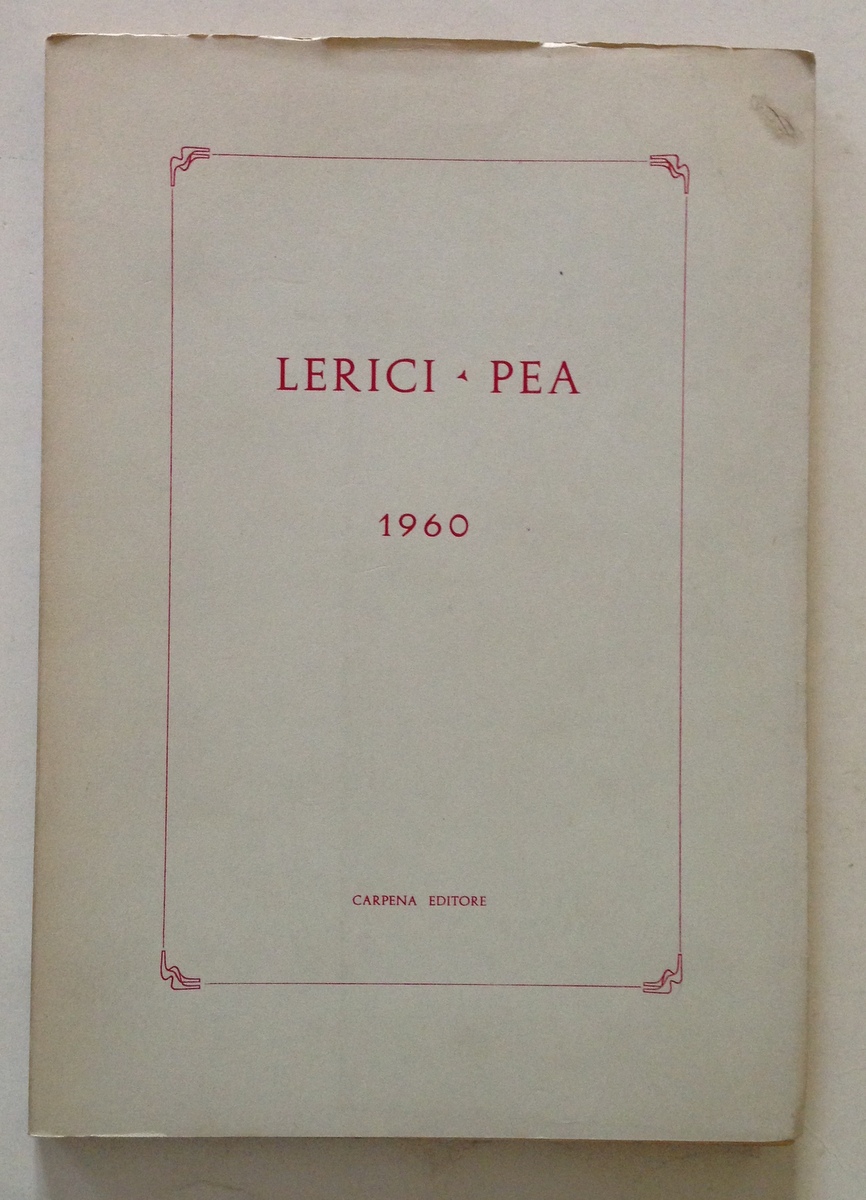 LERICI ◂ PEA
1960
CARPENA EDITORE